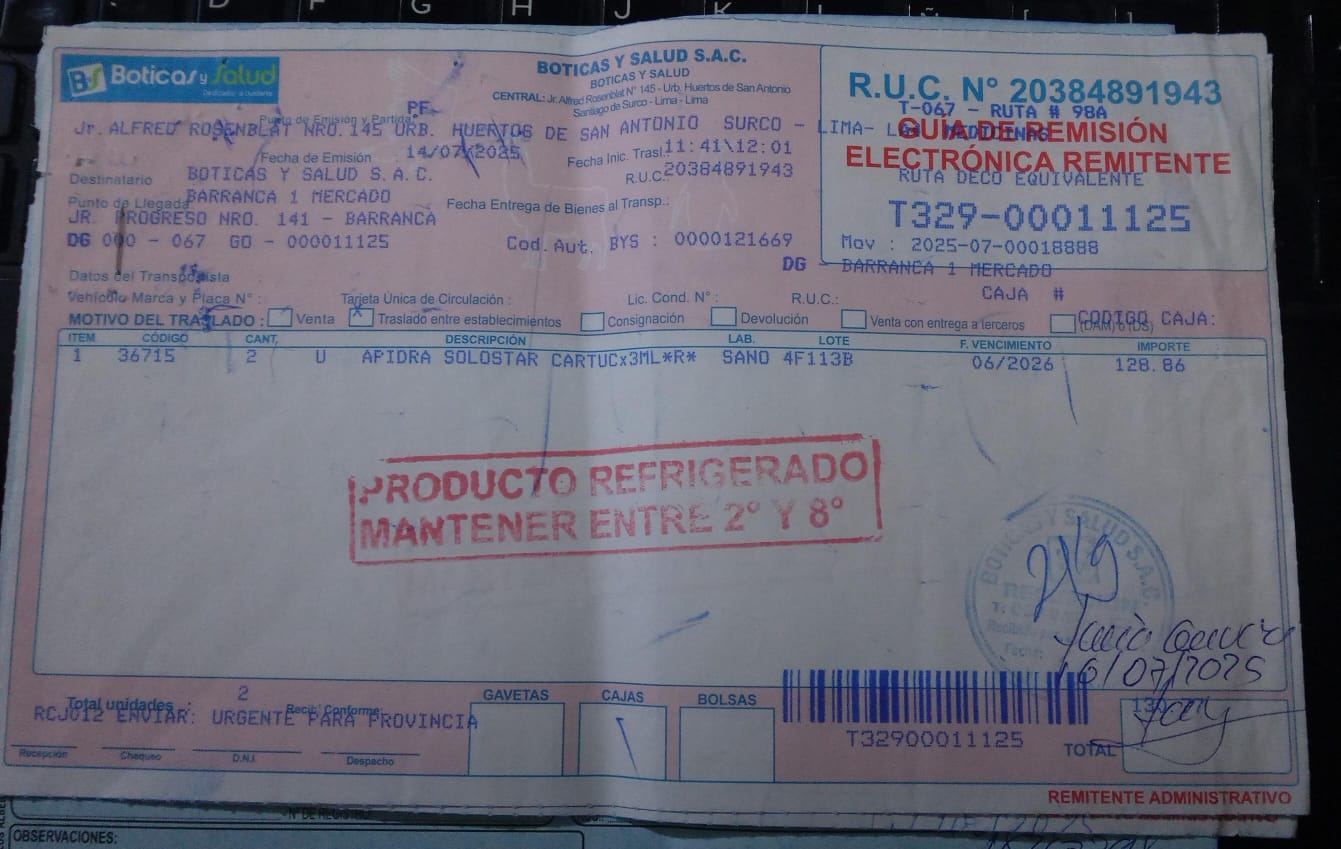 Boticas y Salud
Dedicados a cuidarte
BOTICAS Y SALUD S.A.C.
BOTICAS Y SALUD
CENTRAL: Jr. Alfred Rosenblat N° 145 - Urb. Huertos de San Antonio
Santiago de Surco - Lima - Lima
R.U.C. N° 20384891943
T-067 - RUTA # 98A
GUÍA DE REMISIÓN
ELECTRÓNICA REMITENTE
RUTA DECO EQUIVALENTE
T329-00011125
Mov : 2025-07-00018888
PF-
Punto de Emisión y Partida:
Jr. ALFRED ROSENBLAT NRO. 145 URB. HUERTOS DE SAN ANTONIO SURCO - LIMA-
Fecha de Emisión : 14/07/2025
Fecha Inic. Trasl. 11:41\12:01
Destinatario BOTICAS Y SALUD S.A.C.
R.U.C. 20384891943
Punto de Llegada BARRANCA 1 MERCADO
Fecha Entrega de Bienes al Transp.:
JR. PROGRESO NRO. 141 - BARRANCA
DG 000 - 067 GO - 000011125
Cod. Aut. BYS : 0000121669
DG - BARRANCA 1 MERCADO
CAJA #
Datos del Transportista
Vehículo Marca y Placa N° :
Tarjeta Única de Circulación :
Lic. Cond. N° :
R.U.C.:
CODIGO CAJA:
MOTIVO DEL TRASLADO : Venta X Traslado entre establecimientos Consignación Devolución Venta con entrega a terceros
ITEM CÓDIGO CANT. DESCRIPCIÓN LAB. LOTE F. VENCIMIENTO IMPORTE
1 36715 2 U APIDRA SOLOSTAR CARTUCx3ML*R* SANO 4F113B 06/2026 128.86
PRODUCTO REFRIGERADO
MANTENER ENTRE 2° Y 8°
BOTICAS Y SALUD S.A.C.
16/07/2025
Total unidades : 2
Recibí Conforme:
RCJ012 ENVIAR: URGENTE PARA PROVINCIA
Recepción Chequeo D.N.I. Despacho
GAVETAS CAJAS BOLSAS
T32900011125
TOTAL
REMITENTE ADMINISTRATIVO
N° DE REGISTRO
OBSERVACIONES: